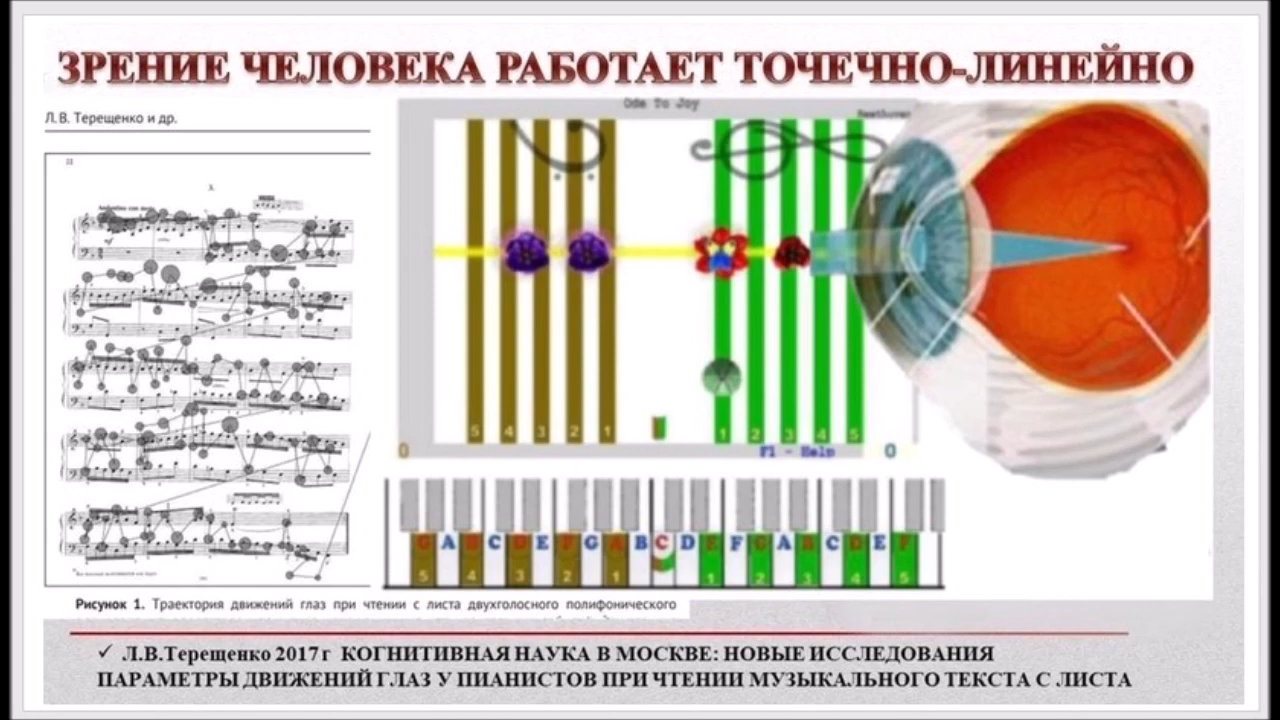 ЗРЕНИЕ ЧЕЛОВЕКА РАБОТАЕТ ТОЧЕЧНО-ЛИНЕЙНО
Л.В. Терещенко и др.
Ode To Joy
Beethoven
5 4 3 2 1
1 2 3 4 5
0
F1 - Help
0
G A B C D E F G A B C D E F G A B C D E F
5 4 3 2 1 1 2 3 4 5
Рисунок 1. Траектория движений глаз при чтении с листа двухголосного полифонического
✓ Л.В.Терещенко 2017г КОГНИТИВНАЯ НАУКА В МОСКВЕ: НОВЫЕ ИССЛЕДОВАНИЯ
ПАРАМЕТРЫ ДВИЖЕНИЙ ГЛАЗ У ПИАНИСТОВ ПРИ ЧТЕНИИ МУЗЫКАЛЬНОГО ТЕКСТА С ЛИСТА